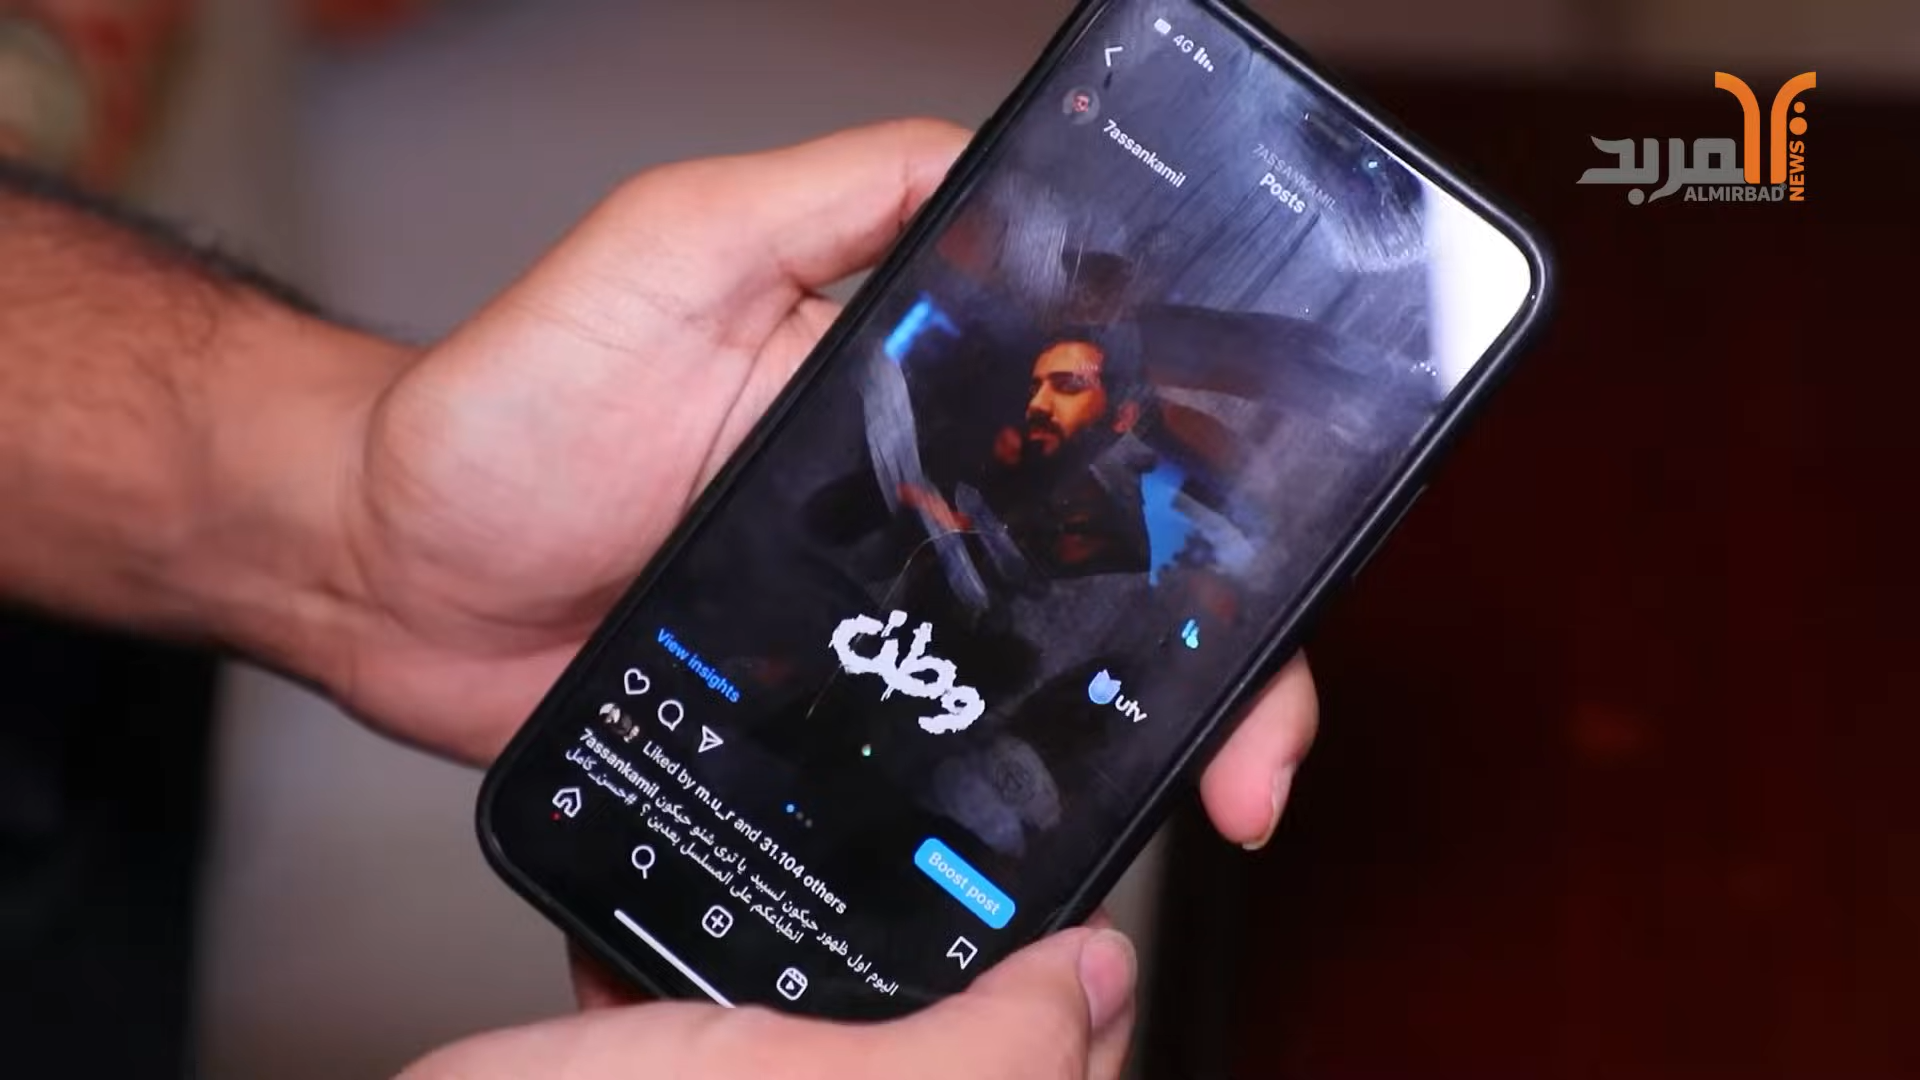 4G
7assankamil
7ASSANKAMIL
Posts
وطن
utv
View insights
Boost post
Liked by m.u_r and 31.104 others
7assankamil اليوم اول ظهور حيكون لسبيد يا ترى شنو حيكون
انطباعكم على المسلسل بعدين ؟ #حسن_كامل
المربد
ALMIRBAD
NEWS